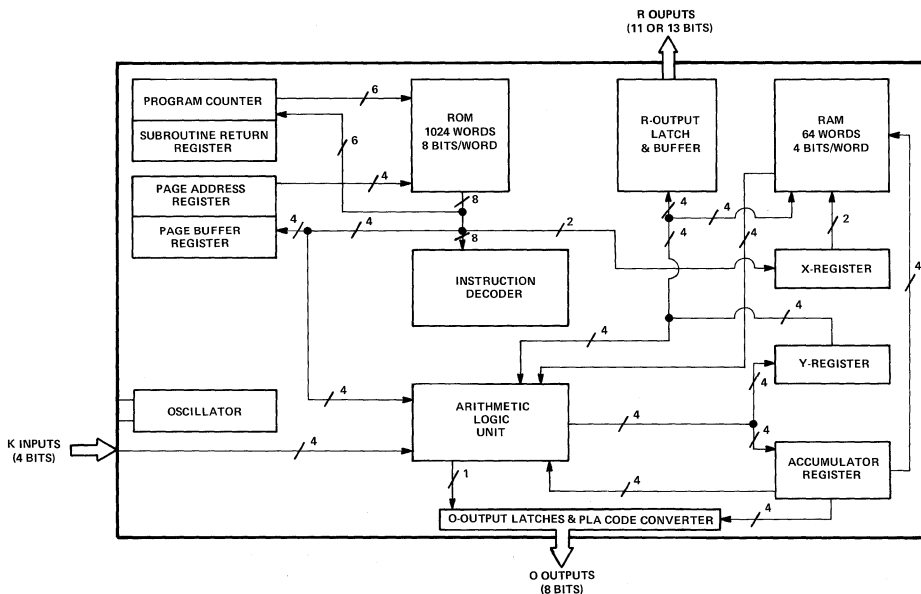 R OUPUTS
(11 OR 13 BITS)
PROGRAM COUNTER
SUBROUTINE RETURN
REGISTER
6
6
ROM
1024 WORDS
8 BITS/WORD
R-OUTPUT
LATCH
& BUFFER
RAM
64 WORDS
4 BITS/WORD
PAGE ADDRESS
REGISTER
PAGE BUFFER
REGISTER
4
4
4
8
8
2
4
4
4
4
2
4
INSTRUCTION
DECODER
X-REGISTER
4
4
Y-REGISTER
OSCILLATOR
4
ARITHMETIC
LOGIC
UNIT
4
4
4
K INPUTS
(4 BITS)
4
1
4
ACCUMULATOR
REGISTER
4
O-OUTPUT LATCHES & PLA CODE CONVERTER
O OUTPUTS
(8 BITS)